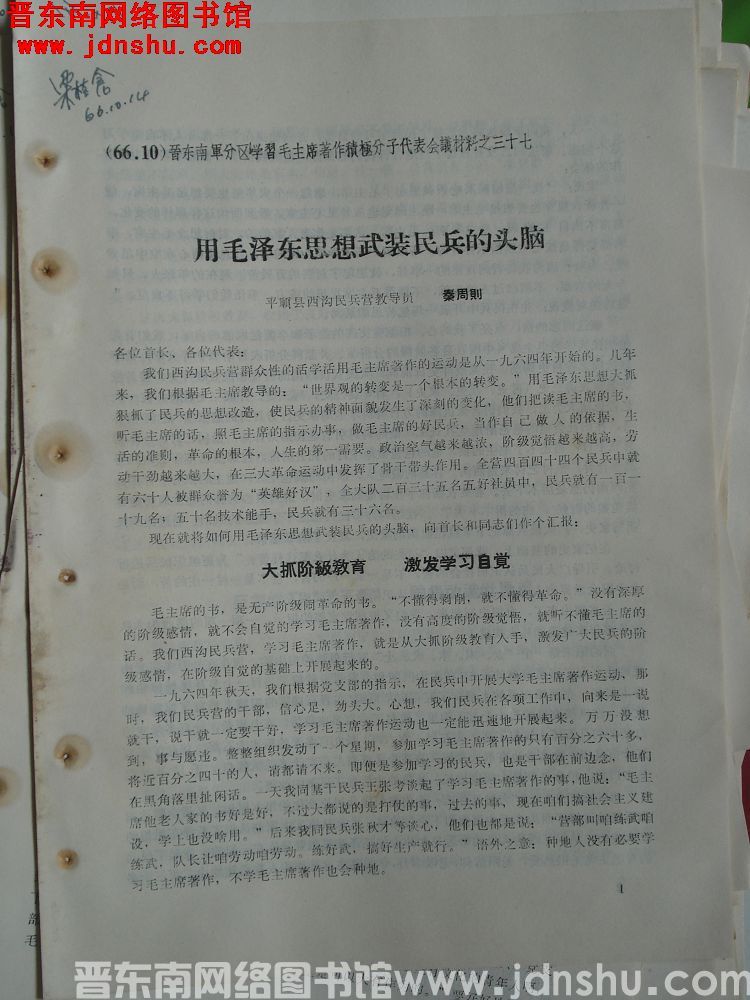 晋东南网络图书馆
www.jdnshu.com
66.10.14
(66.10)晉东南軍分区学習毛主席著作積極分子代表会議材料之三十七
用毛泽东思想武装民兵的头脑
平順县西沟民兵营教导员 秦周則
各位首长、各位代表:
我们西沟民兵营群众性的活学活用毛主席著作的运动是从一九六四年开始的。几年
来,我们根据毛主席教导的:“世界观的转变是一个根本的转变。”用毛泽东思想大抓
狠抓了民兵的思想改造,使民兵的精神面貌发生了深刻的变化,他们把读毛主席的书,
听毛主席的话,照毛主席的指示办事,做毛主席的好民兵,当作自己做人的依据,生
活的准则,革命的根本,人生的第一需要。政治空气越来越浓,阶级觉悟越来越高,劳
动干劲越来越大,在三大革命运动中发挥了骨干带头作用。全营四百四十四个民兵中就
有六十人被群众誉为“英雄好汉”,全大队二百三十五名五好社员中,民兵就有一百一
十九名;五十名技术能手,民兵就有三十六名。
现在就将如何用毛泽东思想武装民兵的头脑,向首长和同志们作个汇报:
大抓阶級教育 激发学习自覚
毛主席的书,是无产阶级闹革命的书。“不懂得剥削,就不懂得革命。”没有深厚
的阶级感情,就不会自觉的学习毛主席著作,没有高度的阶级觉悟,就听不懂毛主席的
话。我们西沟民兵营,学习毛主席著作,就是从大抓阶级教育入手,激发广大民兵的阶
级感情,在阶级自觉的基础上开展起来的。
一九六四年秋天,我们根据党支部的指示,在民兵中开展大学毛主席著作运动,那
时,我们民兵营的干部,信心足,劲头大。心想,我们民兵在各项工作中,向来是一说
就干,说干就一定要干好,学习毛主席著作运动也一定能迅速地开展起来。万万没想
到,事与愿违。整整组织发动了一个星期,参加学习毛主席著作的只有百分之六十多,
将近百分之四十的人,请都请不来。即便是参加学习的民兵,也是干部在前边念,他们
在黑角落里扯闲话。一天我同基干民兵王张考淡起了学习毛主席著作的事,他说:“毛主
席他老人家的书好是好,不过大都说的是打仗的事,过去的事,现在咱们搞社会主义建
设,学上也没啥用。”后来我同民兵张秋才等谈心,他们也都是说:“营部叫咱练武咱
练武,队长让咱劳动咱劳动。练好武,搞好生产就行。”语外之意:种地人没有必要学
习毛主席著作,不学毛主席著作也会种地。
1
晋东南网络图书馆 www.jdnshu.com